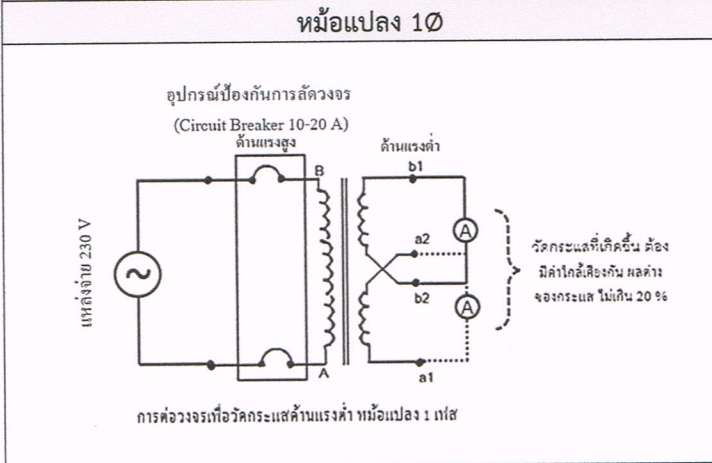 หม้อแปลง 1Ø
อุปกรณ์ป้องกันการลัดวงจร
(Circuit Breaker 10-20 A)
ด้านแรงสูง
ด้านแรงต่ำ
B
b1
A
a2
แหล่งจ่าย 230 V
วัดกระแสที่เกิดขึ้น ต้อง
มีค่าใกล้เคียงกัน ผลต่าง
ของกระแส ไม่เกิน 20 %
b2
A
A
a1
การต่อวงจรเพื่อวัดกระแสด้านแรงต่ำ หม้อแปลง 1 เฟส